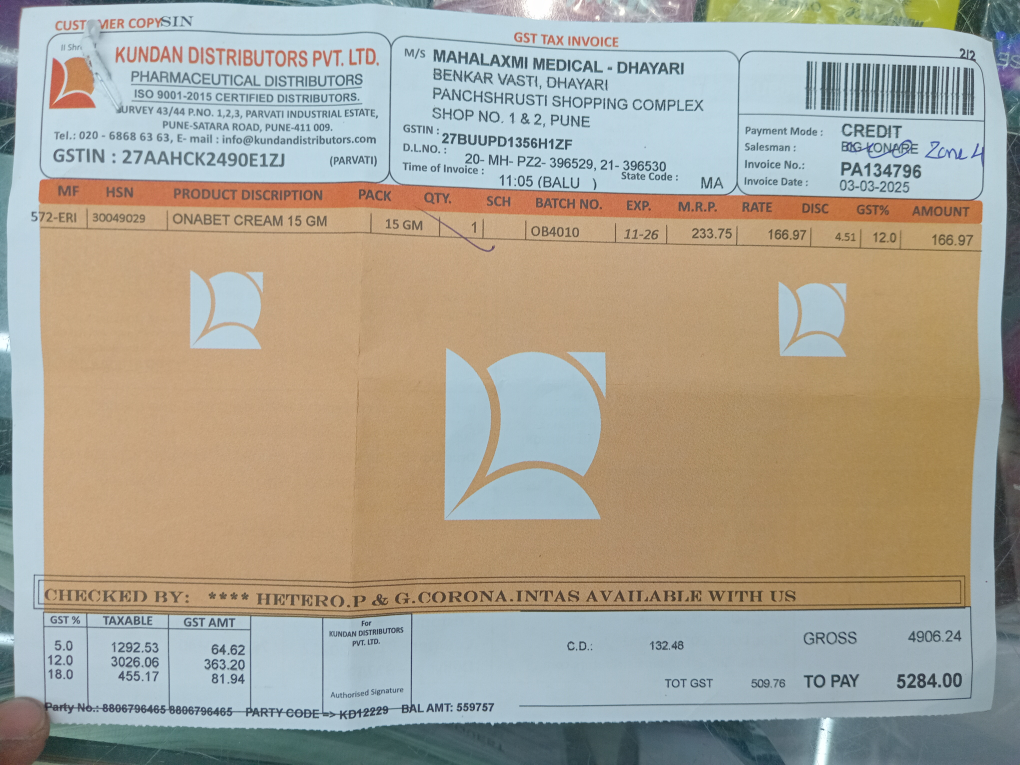 CUSTOMER COPY SIN
GST TAX INVOICE
2/2
II Shri
KUNDAN DISTRIBUTORS PVT. LTD.
PHARMACEUTICAL DISTRIBUTORS
ISO 9001-2015 CERTIFIED DISTRIBUTORS.
SURVEY 43/44 P.NO. 1,2,3, PARVATI INDUSTRIAL ESTATE,
PUNE-SATARA ROAD, PUNE-411 009.
Tel.: 020 - 6868 63 63, E- mail : info@kundandistributors.com
GSTIN : 27AAHCK2490E1ZJ (PARVATI)
M/S MAHALAXMI MEDICAL - DHAYARI
BENKAR VASTI, DHAYARI
PANCHSHRUSTI SHOPPING COMPLEX
SHOP NO. 1 & 2, PUNE
GSTIN : 27BUUPD1356H1ZF
D.L.NO. : 20- MH- PZ2- 396529, 21- 396530
Time of Invoice : 11:05 (BALU ) State Code : MA
Payment Mode : CREDIT
Salesman : KONARE Zone 4
Invoice No.: PA134796
Invoice Date : 03-03-2025
MF HSN PRODUCT DISCRIPTION PACK QTY. SCH BATCH NO. EXP. M.R.P. RATE DISC GST% AMOUNT
572-ERI 30049029 ONABET CREAM 15 GM 15 GM 1 OB4010 11-26 233.75 166.97 4.51 12.0 166.97
CHECKED BY: **** HETERO.P & G.CORONA.INTAS AVAILABLE WITH US
GST % TAXABLE GST AMT
5.0 1292.53 64.62
12.0 3026.06 363.20
18.0 455.17 81.94
For
KUNDAN DISTRIBUTORS
PVT. LTD.
Authorised Signature
C.D.: 132.48 GROSS 4906.24
TOT GST 509.76 TO PAY 5284.00
Party No.: 8806796465 8806796465 PARTY CODE => KD12229 BAL AMT: 559757